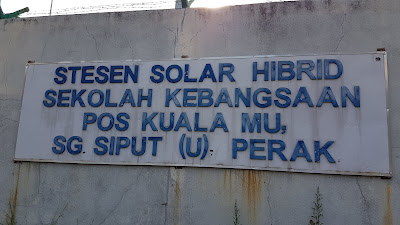 STESEN SOLAR HIBRID
SEKOLAH KEBANGSAAN
POS KUALA MU,
SG. SIPUT (U) PERAK